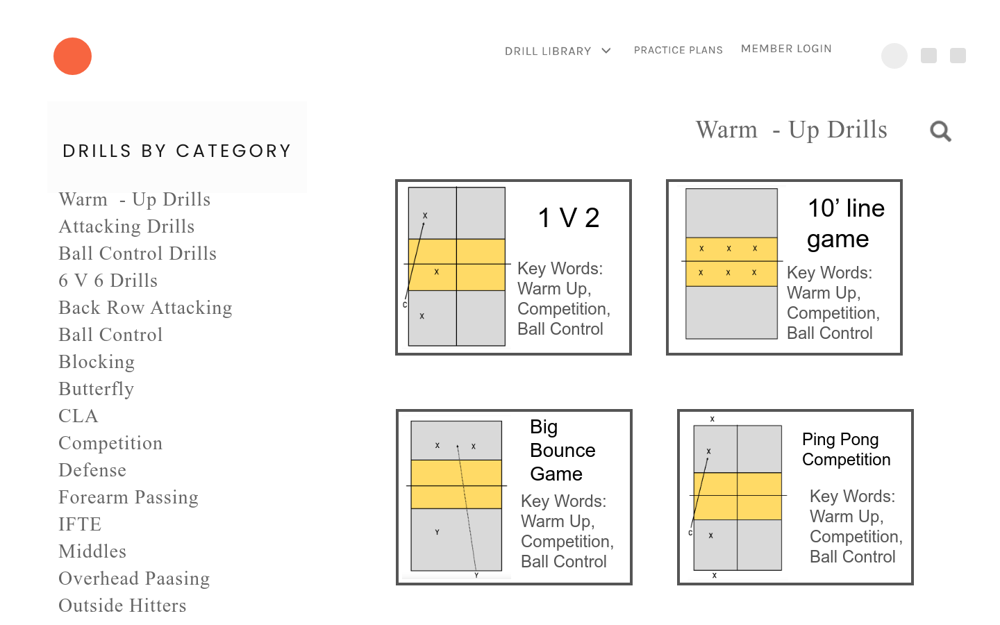 DRILL LIBRARY
PRACTICE PLANS
MEMBER LOGIN
DRILLS BY CATEGORY
Warm - Up Drills
Attacking Drills
Ball Control Drills
6 V 6 Drills
Back Row Attacking
Ball Control
Blocking
Butterfly
CLA
Competition
Defense
Forearm Passing
IFTE
Middles
Overhead Paasing
Outside Hitters
Warm - Up Drills
X
X
C
X
1 V 2
Key Words:
Warm Up,
Competition,
Ball Control
X X X
X X X
10’ line
game
Key Words:
Warm Up,
Competition,
Ball Control
X X
Y
Y
Big
Bounce
Game
Key Words:
Warm Up,
Competition,
Ball Control
X
X
C
X
X
Ping Pong
Competition
Key Words:
Warm Up,
Competition,
Ball Control